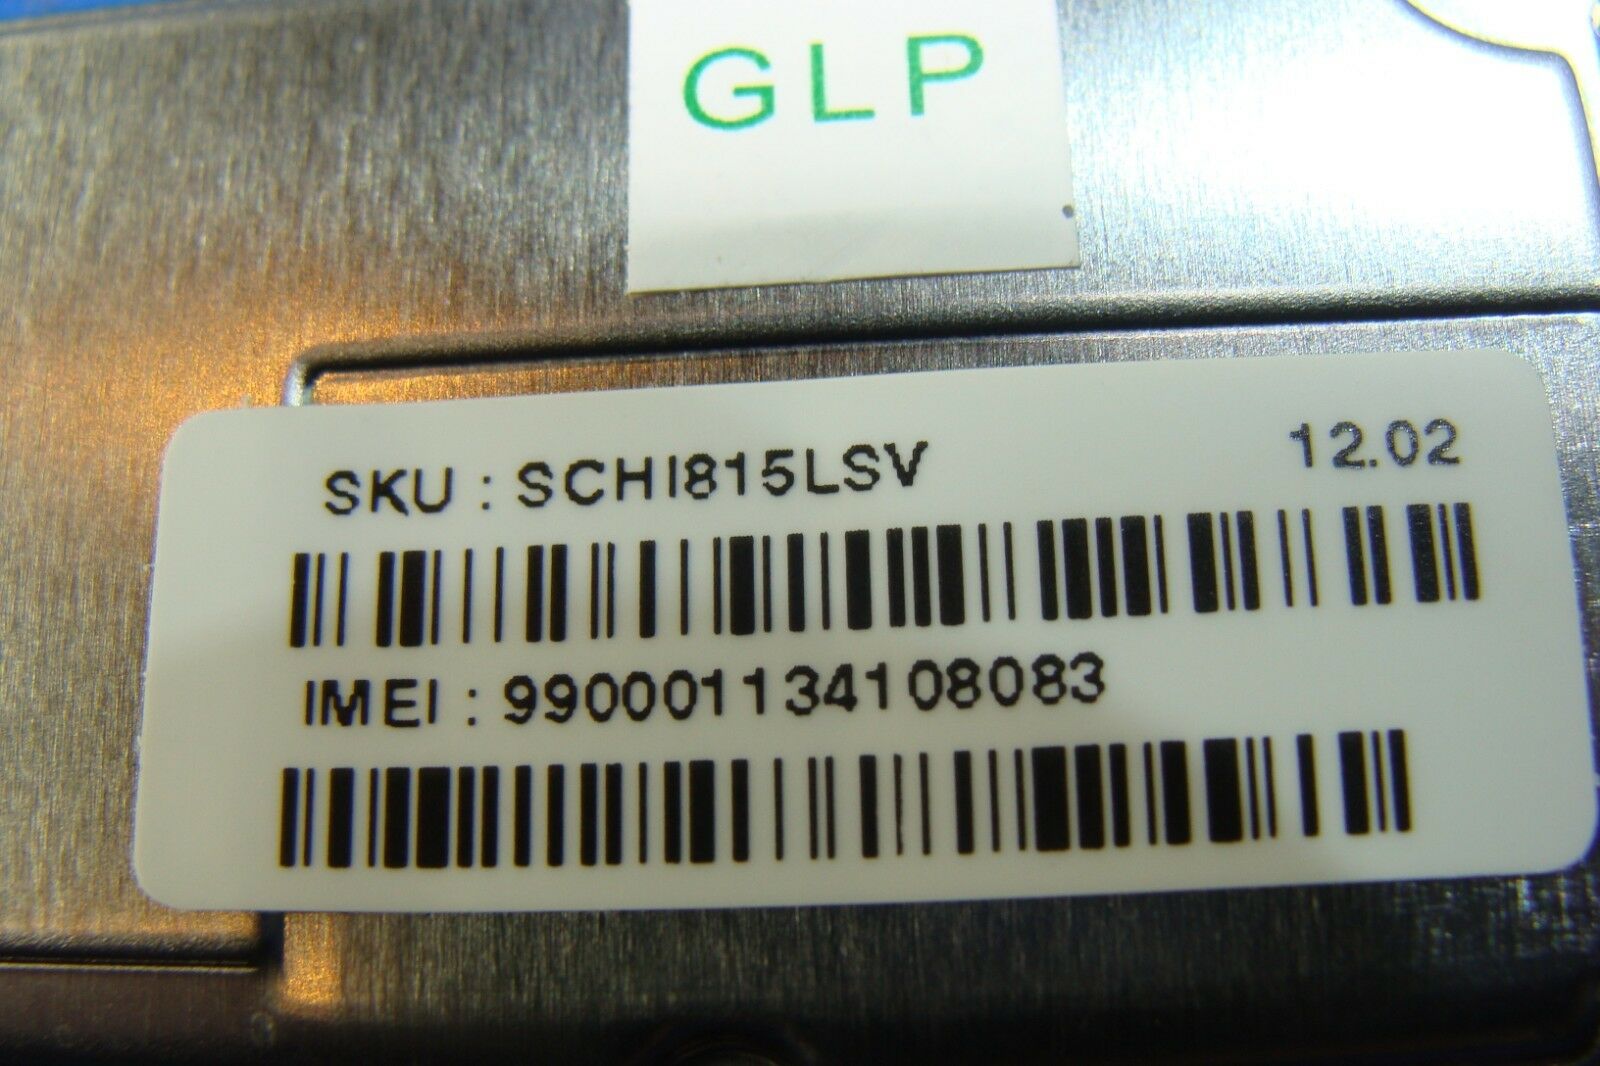 GLP
SKU : SCHI815LSV 12.02
IMEI : 990001134108083